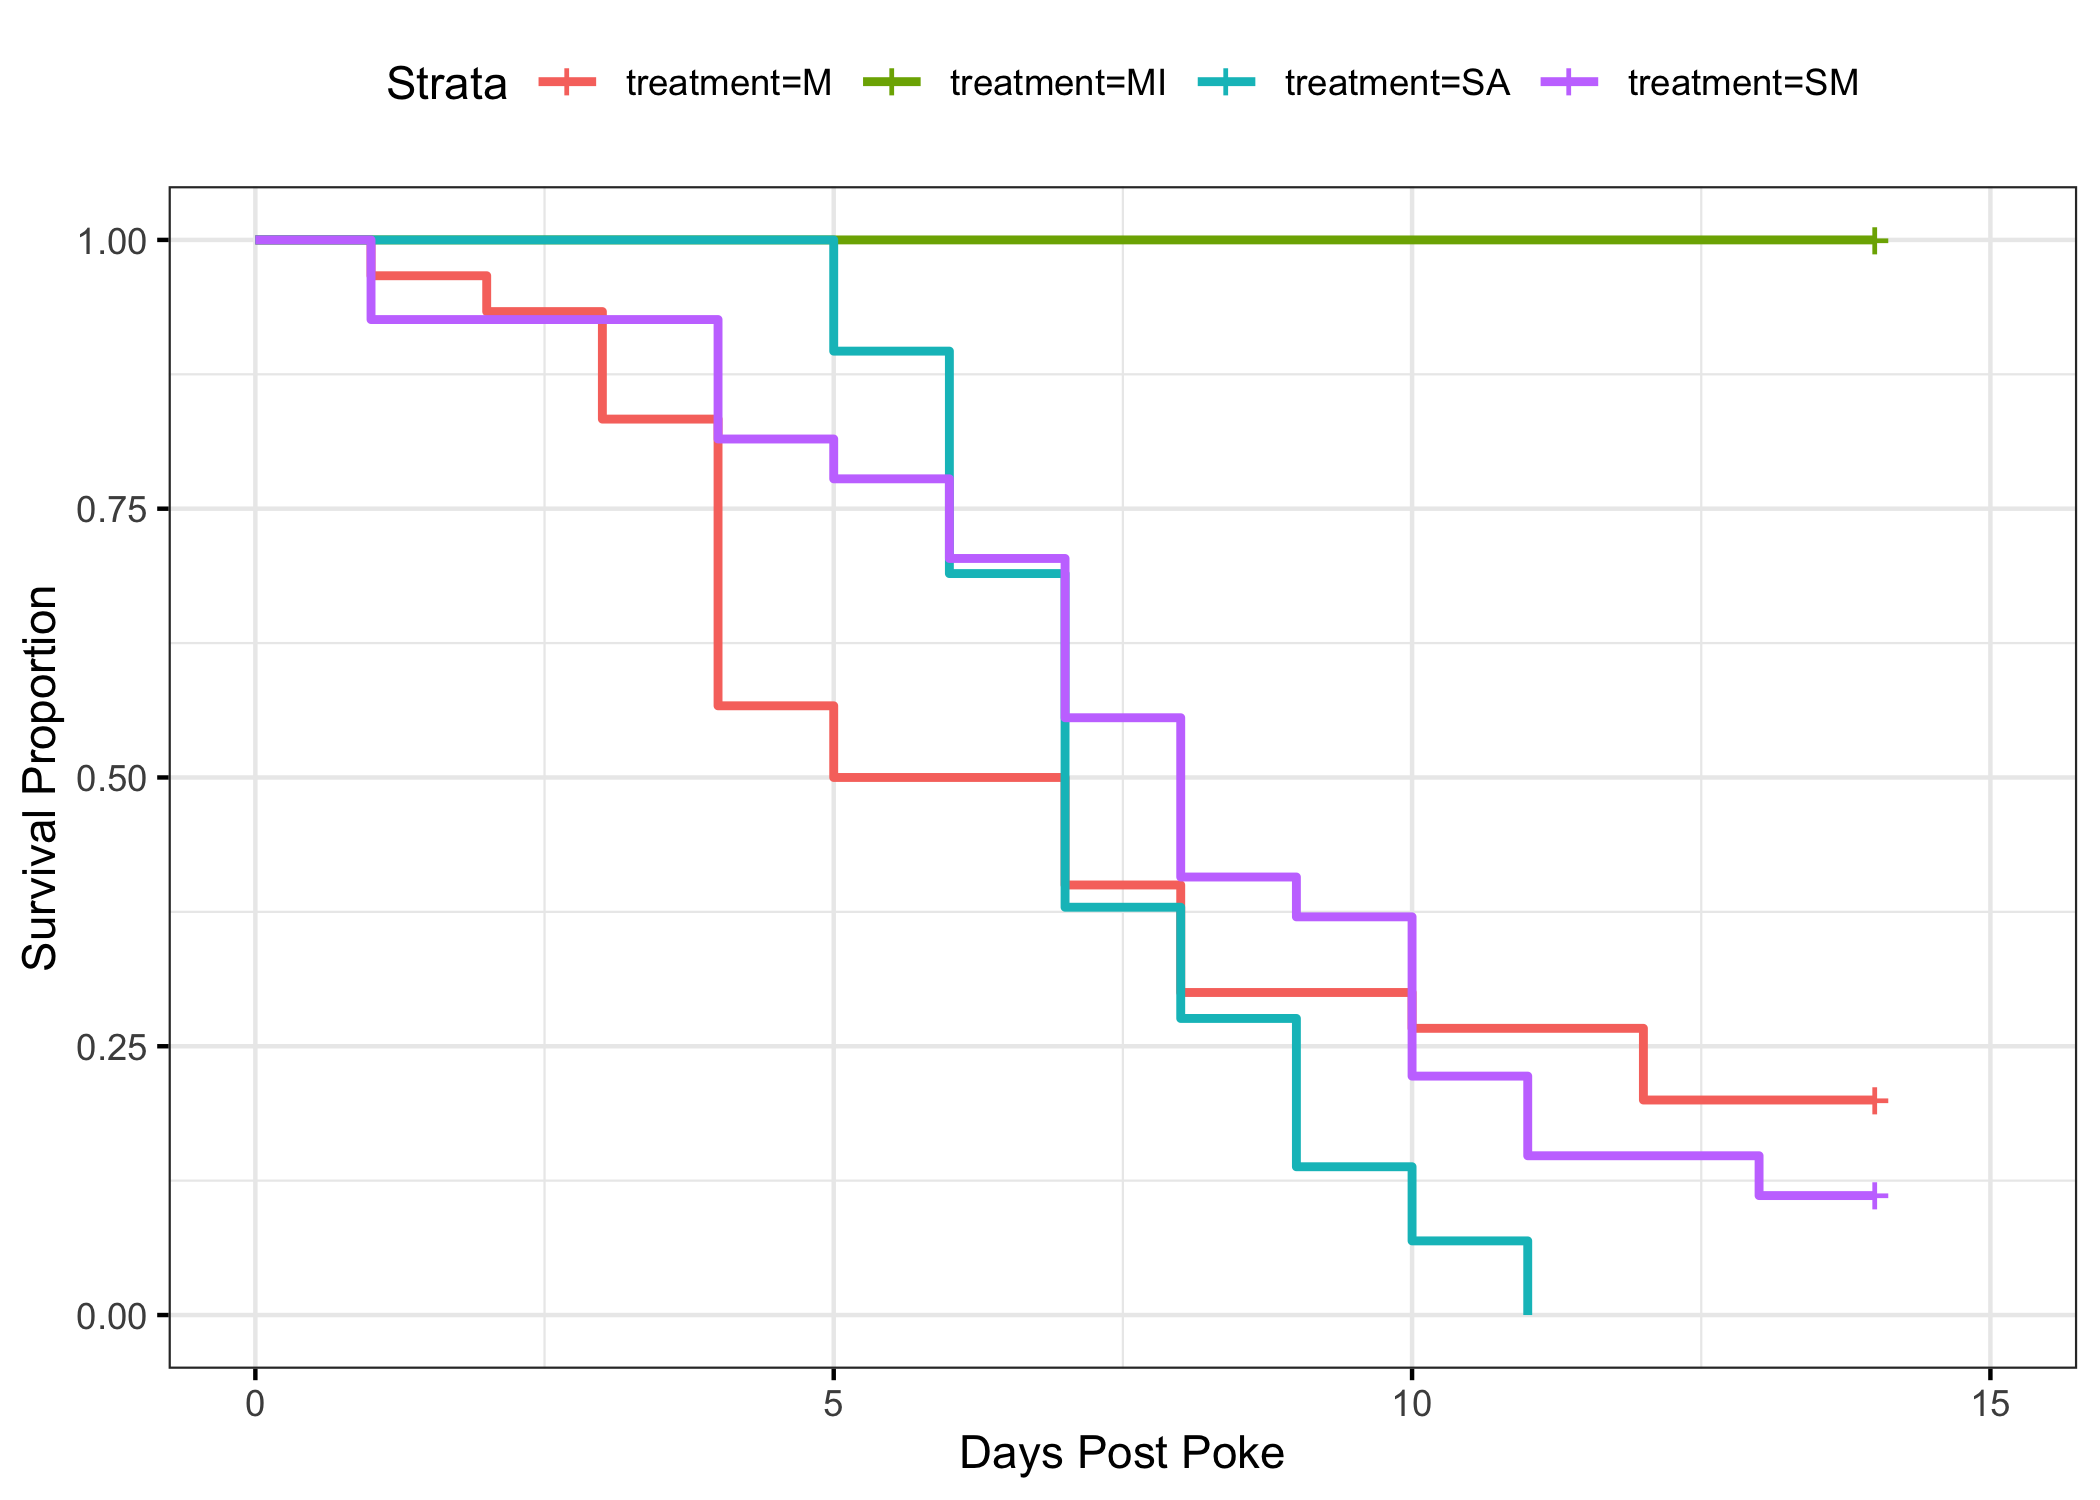 Strata treatment=M treatment=MI treatment=SA treatment=SM
1.00
0.75
0.50
0.25
0.00
Survival Proportion
0 5 10 15
Days Post Poke